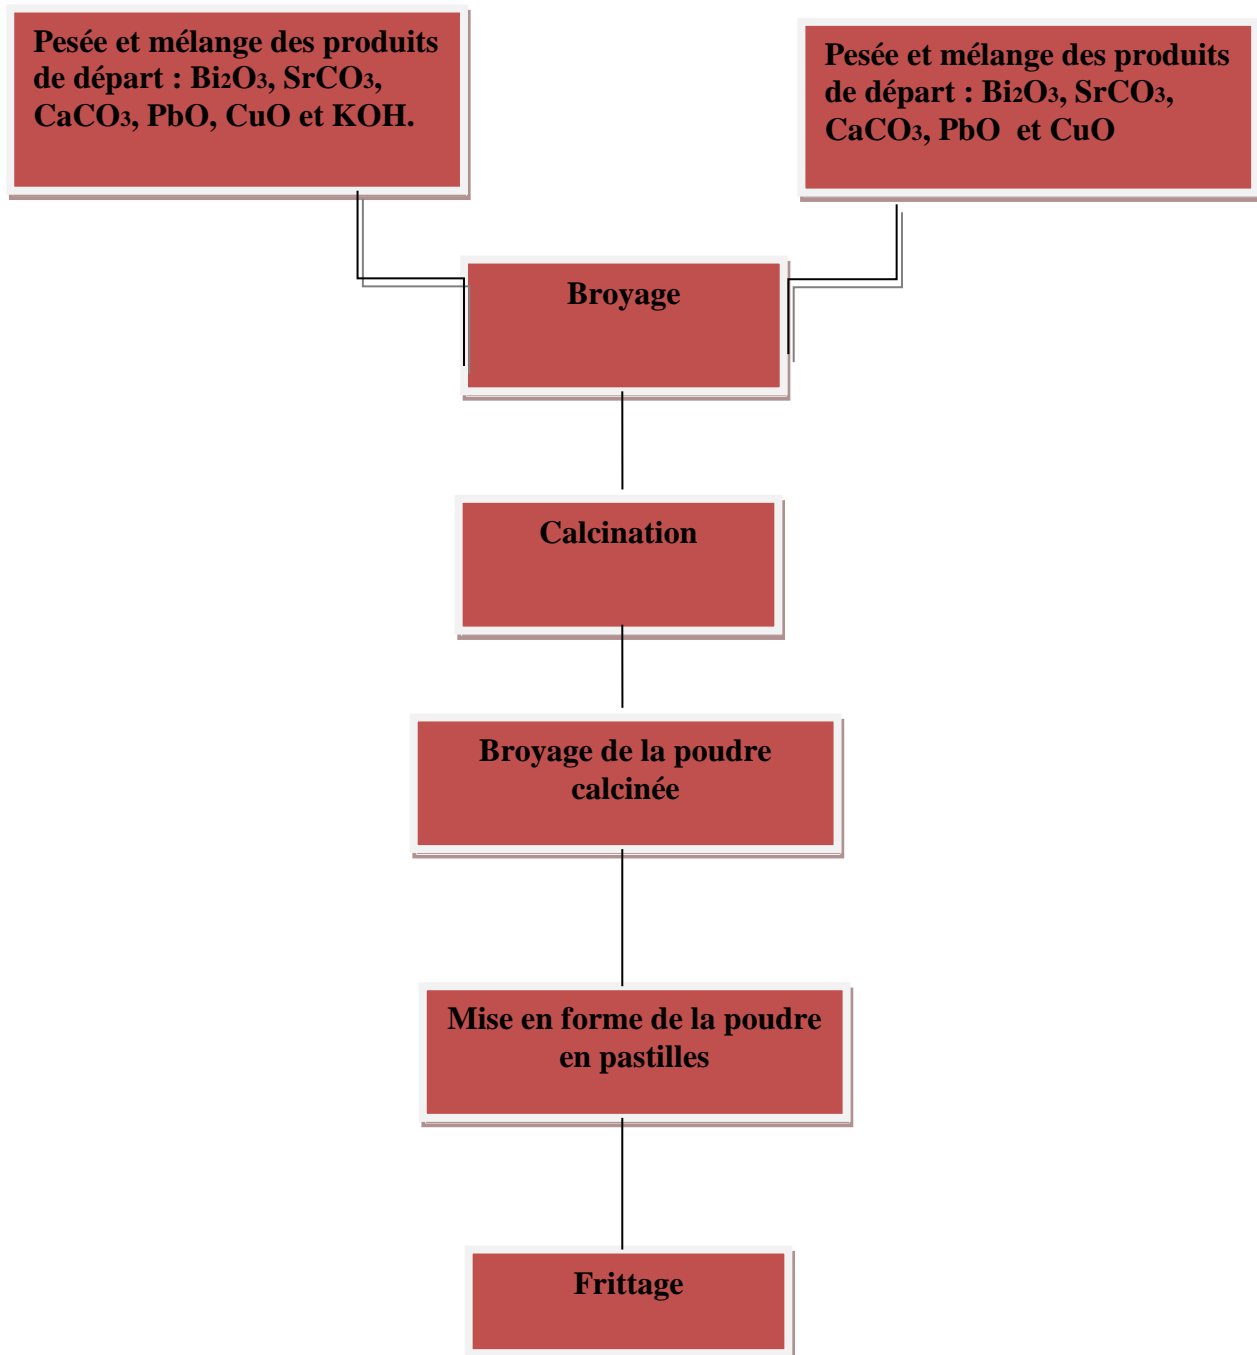 Pesée et mélange des produits
de départ : Bi₂O₃, SrCO₃,
CaCO₃, PbO, CuO et KOH.
Pesée et mélange des produits
de départ : Bi₂O₃, SrCO₃,
CaCO₃, PbO et CuO
Broyage
Calcination
Broyage de la poudre
calcinée
Mise en forme de la poudre
en pastilles
Frittage